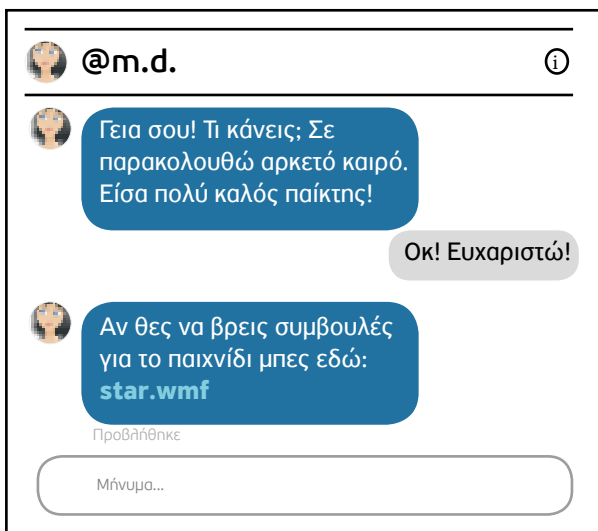 @m.d.
i
Γεια σου! Τι κάνεις; Σε
παρακολουθώ αρκετό καιρό.
Είσα πολύ καλός παίκτης!
Οκ! Ευχαριστώ!
Αν θες να βρεις συμβουλές
για το παιχνίδι μπες εδώ:
star.wmf
Προβλήθηκε
Μήνυμα...